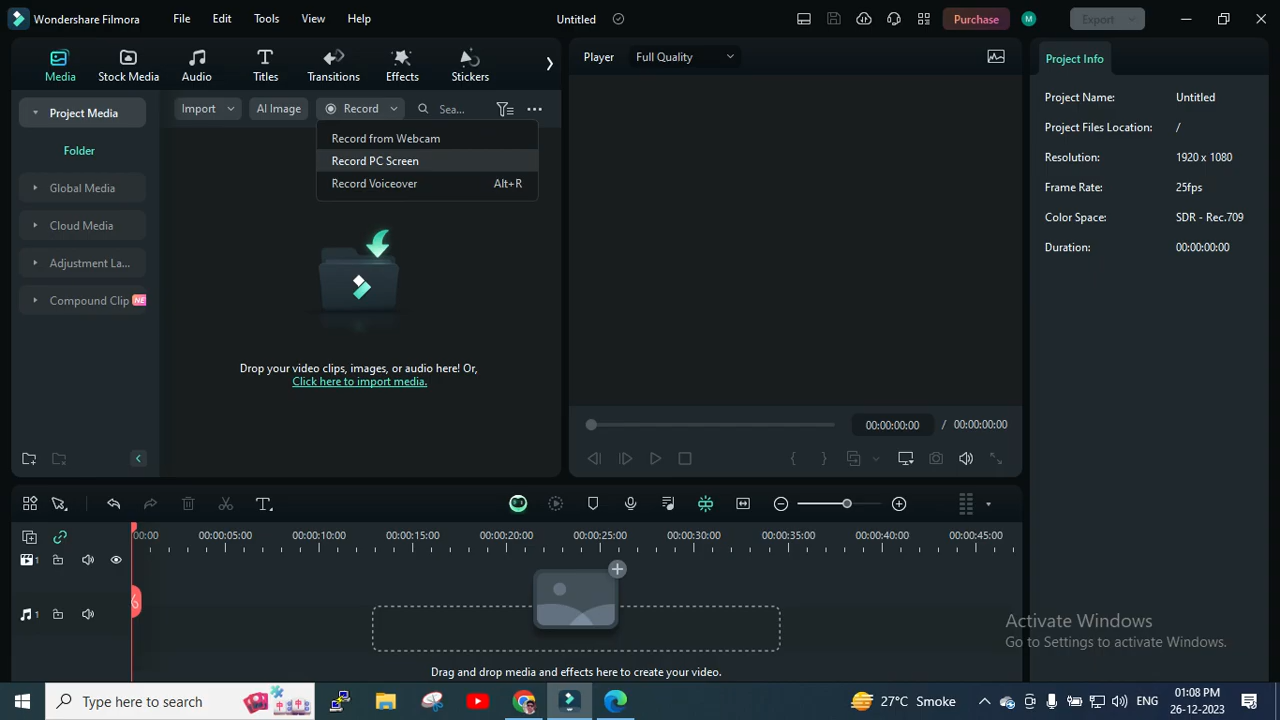 Wondershare Filmora
File
Edit
Tools
View
Help
Untitled
Purchase
M
Export
Media
Stock Media
Audio
Titles
Transitions
Effects
Stickers
Player
Full Quality
Project Info
Project Media
Import
AI Image
Record
Sea...
Folder
Record from Webcam
Record PC Screen
Record Voiceover Alt+R
Global Media
Cloud Media
Adjustment La...
Compound Clip NE
Drop your video clips, images, or audio here! Or,
Click here to import media.
Project Name: Untitled
Project Files Location: /
Resolution: 1920 x 1080
Frame Rate: 25fps
Color Space: SDR - Rec.709
Duration: 00:00:00:00
00:00:00:00 / 00:00:00:00
{ }
00:00 00:00:05:00 00:00:10:00 00:00:15:00 00:00:20:00 00:00:25:00 00:00:30:00 00:00:35:00 00:00:40:00 00:00:45:00
1
1
Drag and drop media and effects here to create your video.
Activate Windows
Go to Settings to activate Windows.
Type here to search
27°C Smoke
ENG
01:08 PM
26-12-2023